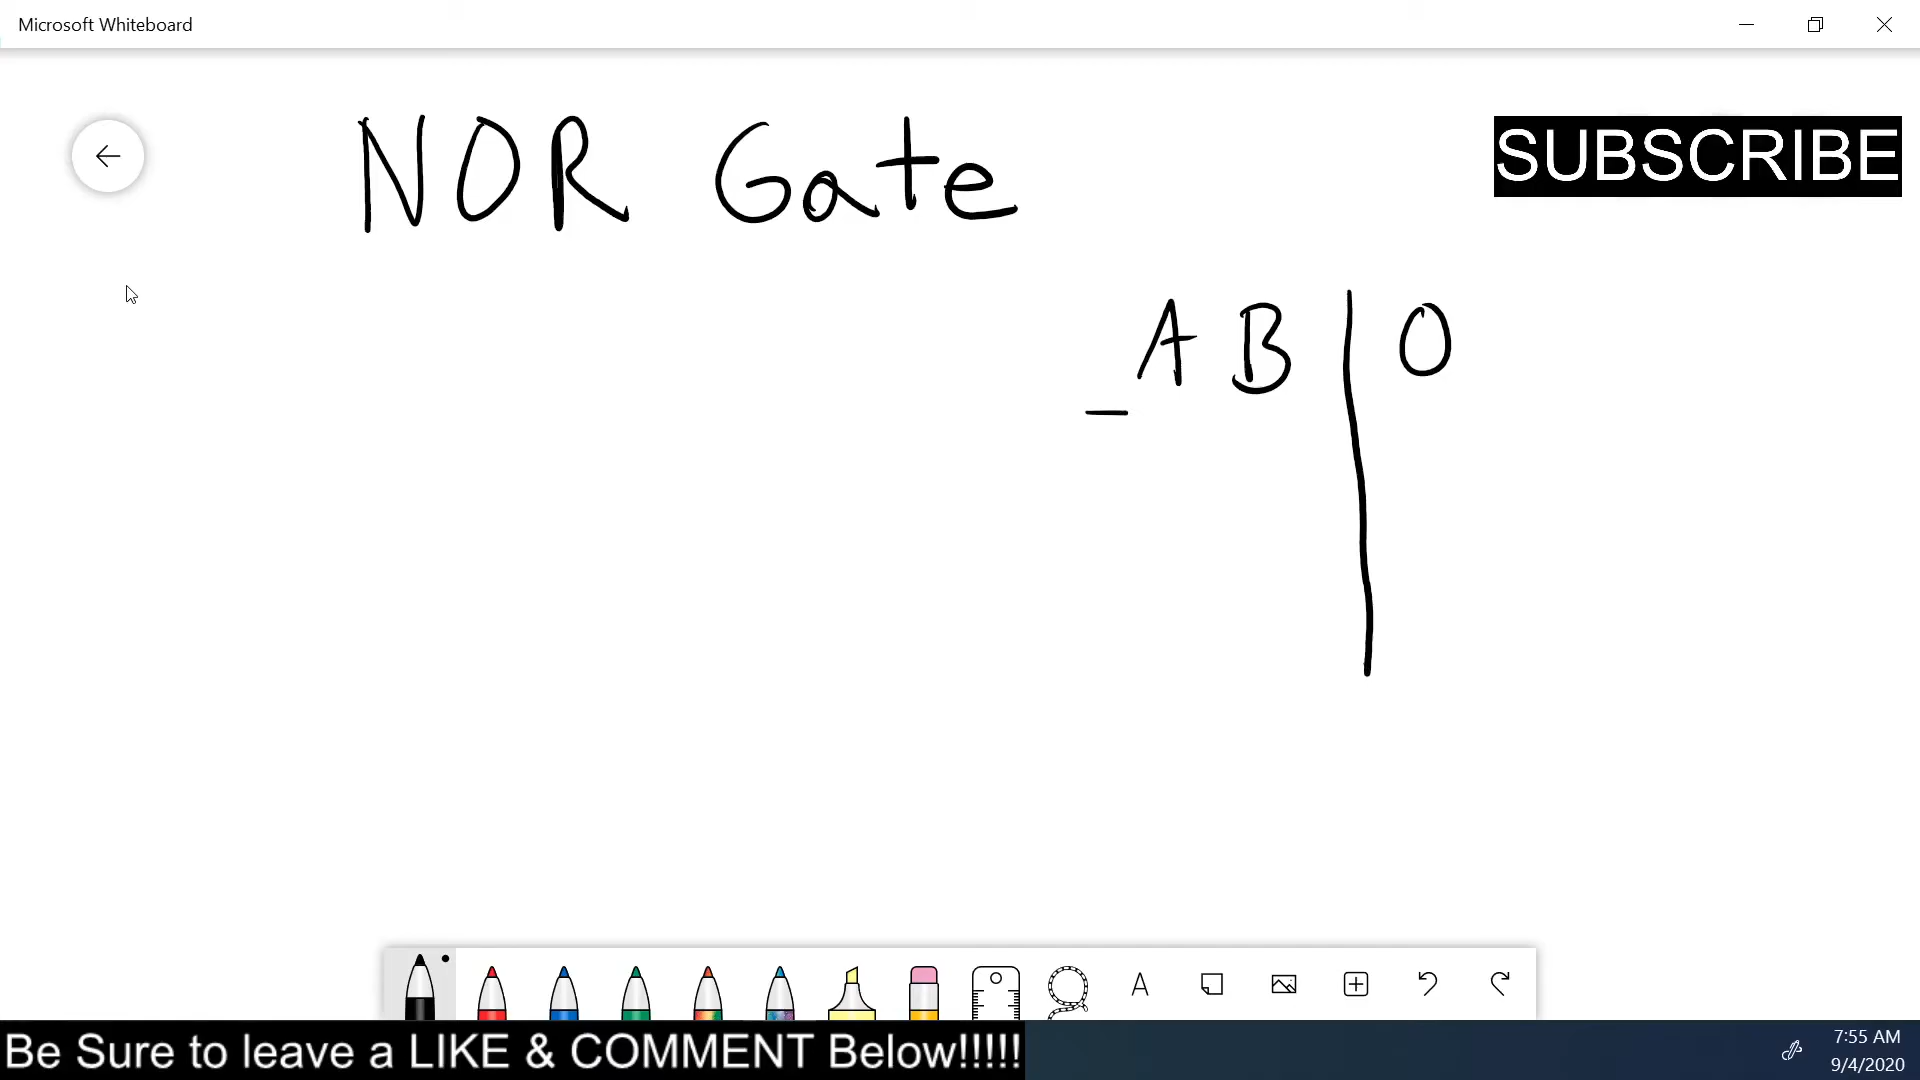 Microsoft Whiteboard
NOR Gate
SUBSCRIBE
A B | O
Be Sure to leave a LIKE & COMMENT Below!!!!!
7:55 AM
9/4/2020